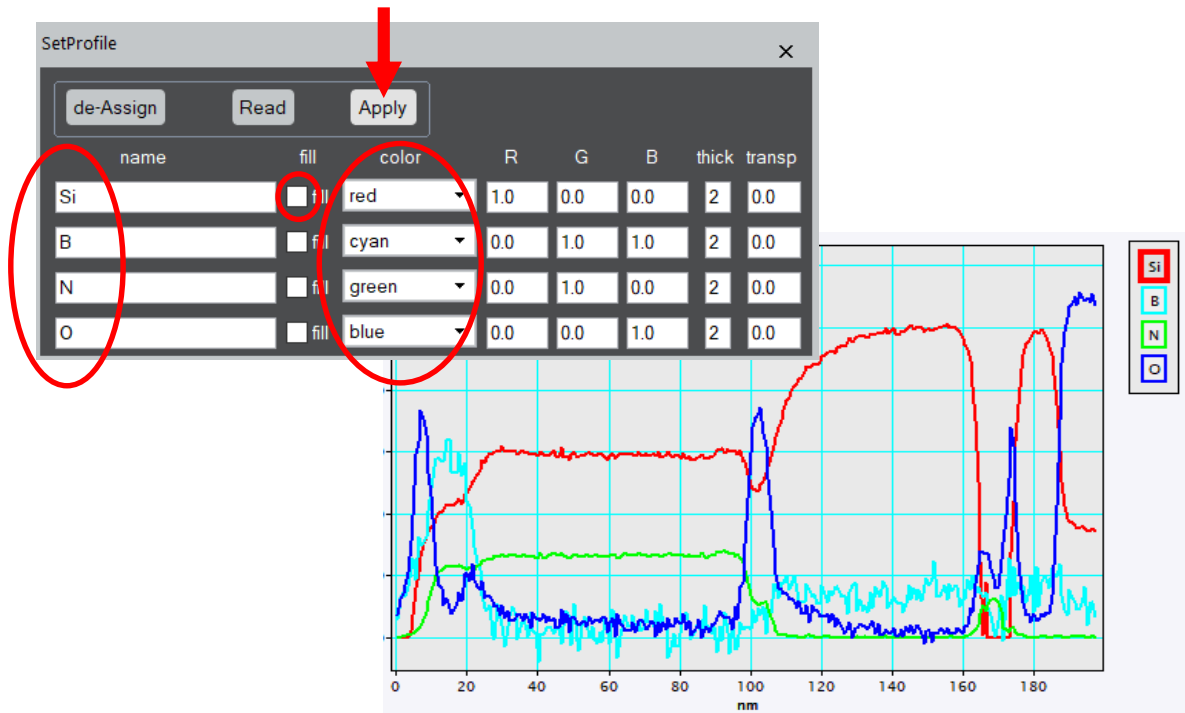 SetProfile ×
de-Assign Read Apply
name fill color R G B thick transp
Si fill red 1.0 0.0 0.0 2 0.0
B fill cyan 0.0 1.0 1.0 2 0.0
N fill green 0.0 1.0 0.0 2 0.0
O fill blue 0.0 0.0 1.0 2 0.0
Si
B
N
O
0 20 40 60 80 100 120 140 160 180
nm